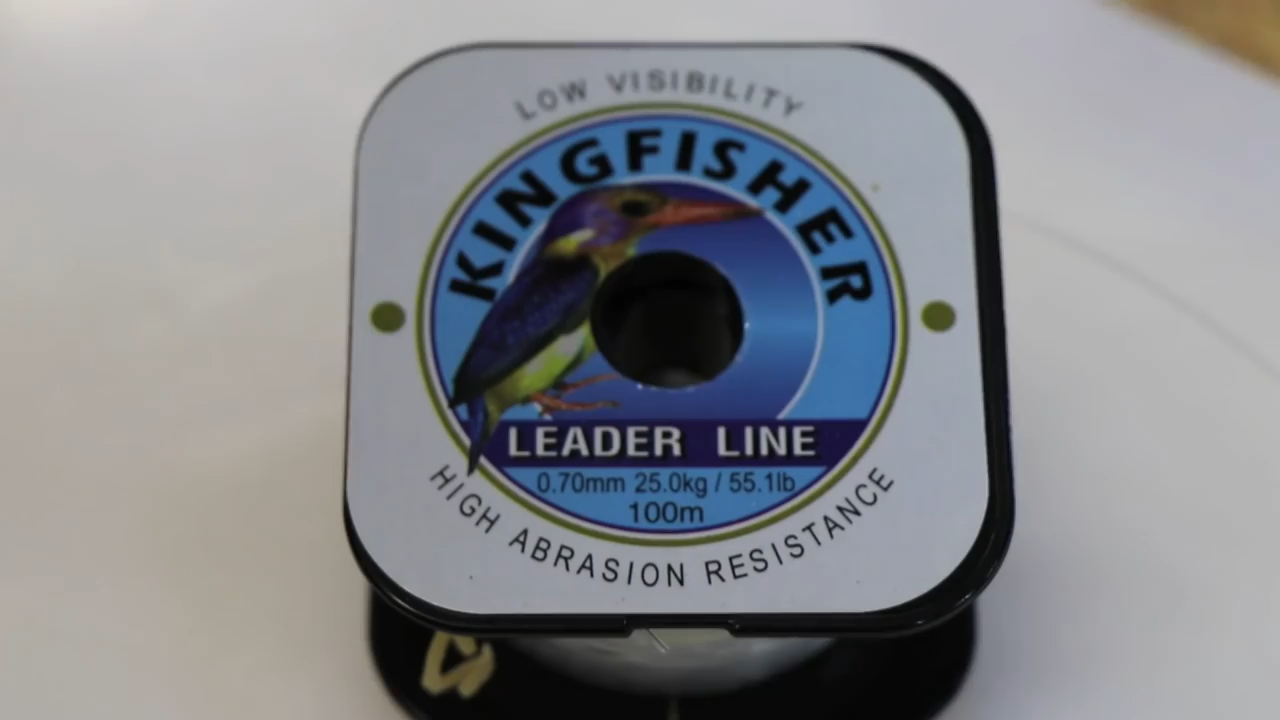 LOW VISIBILITY
KINGFISHER
LEADER LINE
0.70mm 25.0kg / 55.1lb
100m
HIGH ABRASION RESISTANCE